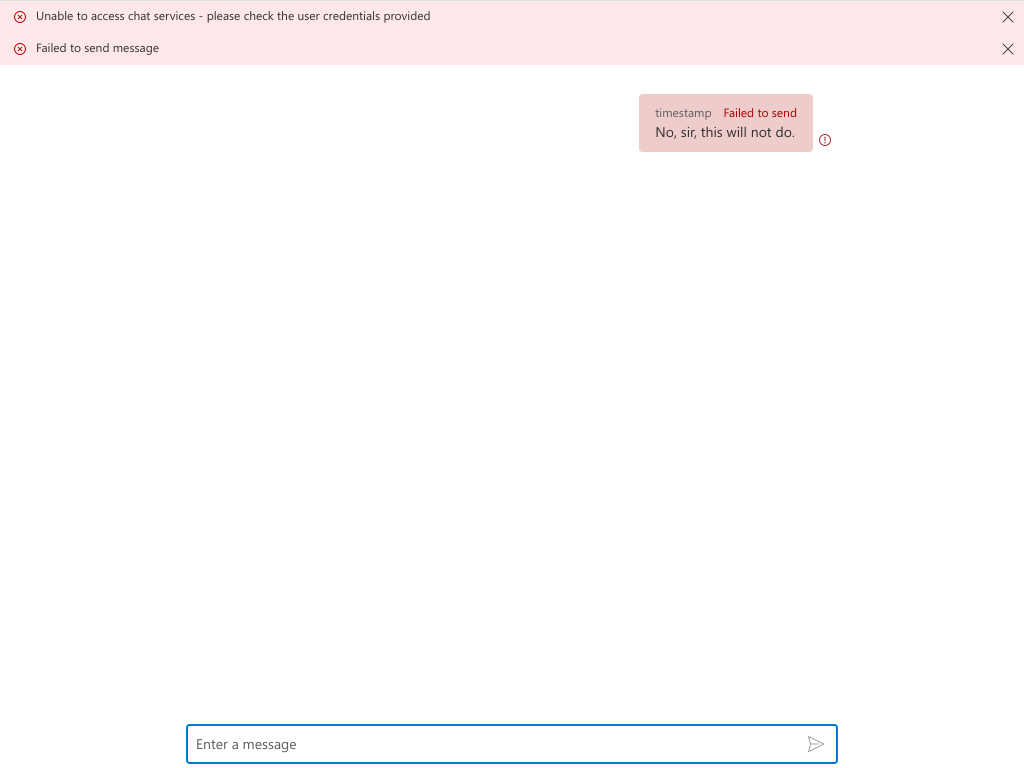 Unable to access chat services - please check the user credentials provided
Failed to send message
timestamp Failed to send
No, sir, this will not do.
Enter a message